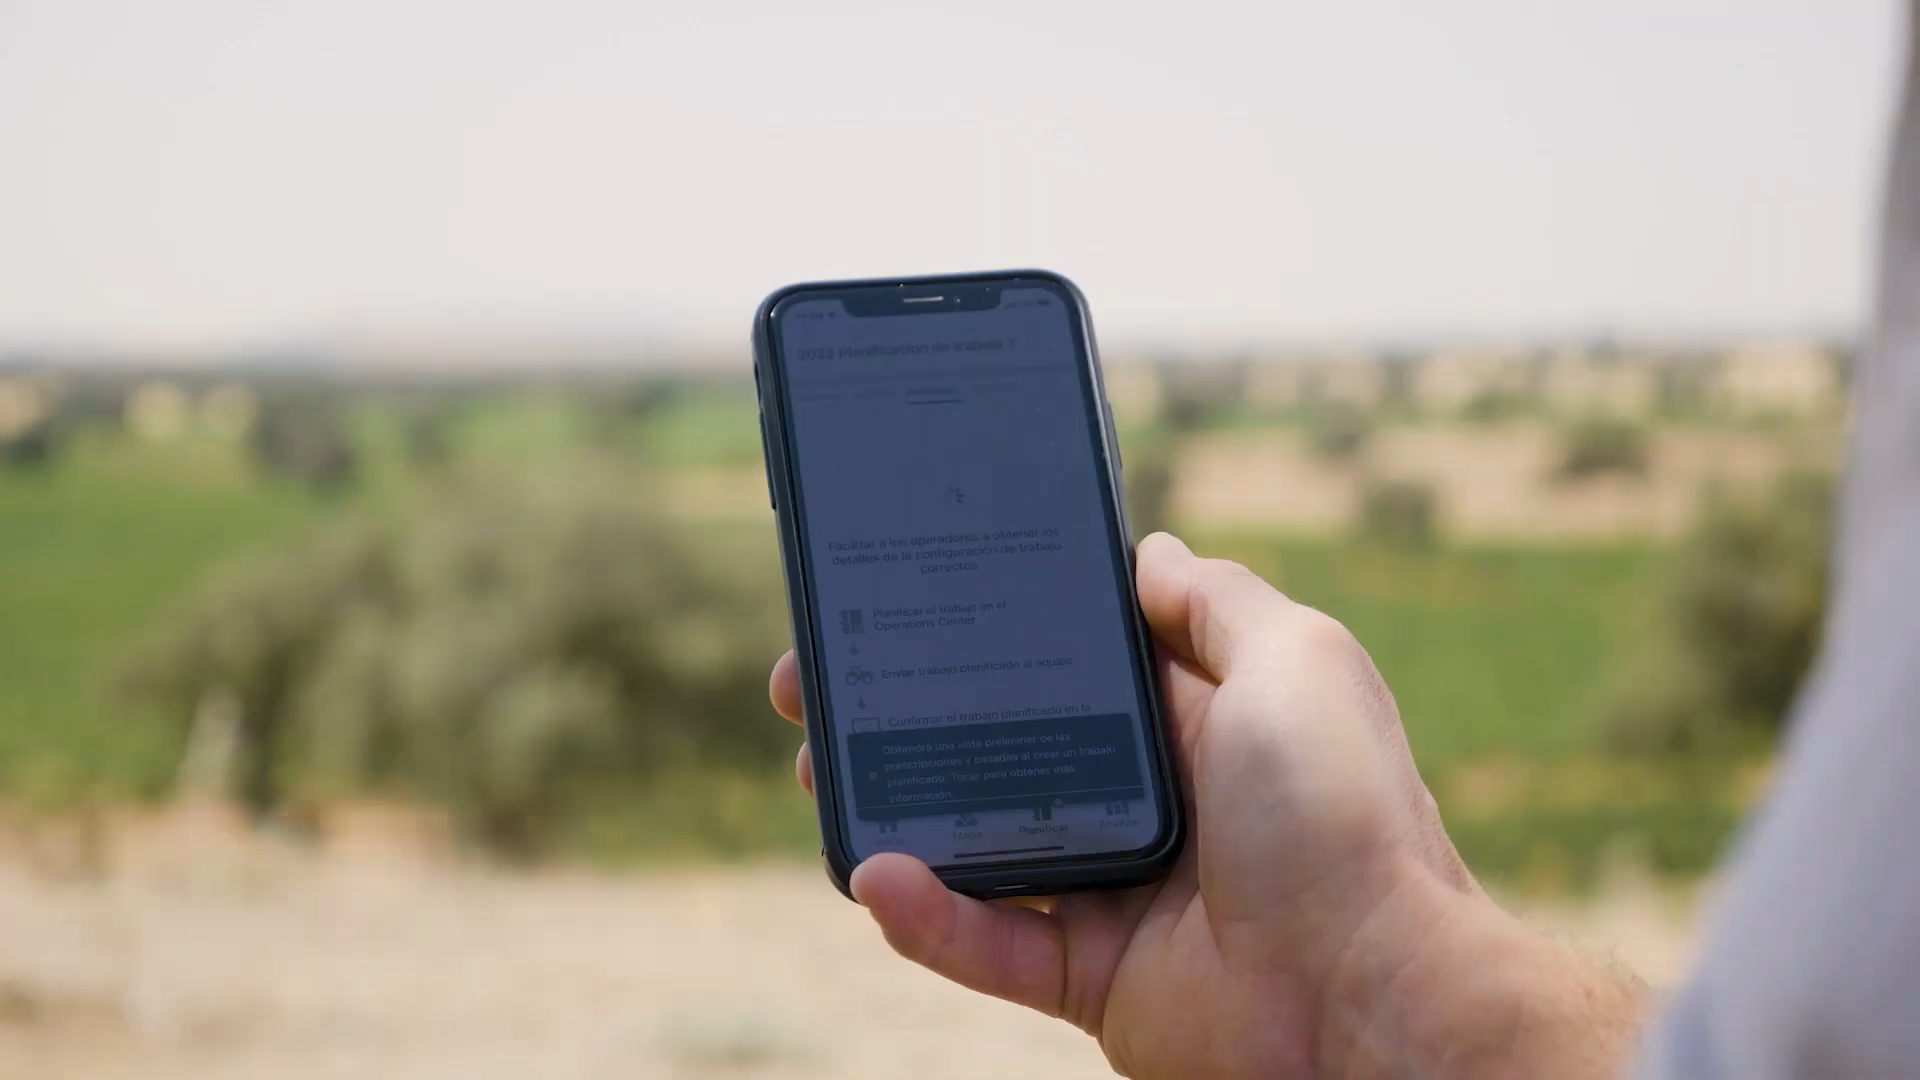 2023 Planificación de trabajo
Facilitar a los operadores a obtener los
detalles de la configuración de trabajo
correctos
Planificar el trabajo en el
Operations Center
Enviar trabajo planificado al equipo
Confirmar el trabajo planificado en la
Obtendrá una vista preliminar de las
prescripciones y pasadas al crear un trabajo
planificado. Tocar para obtener más
información.
Mapa Planificar Analizar